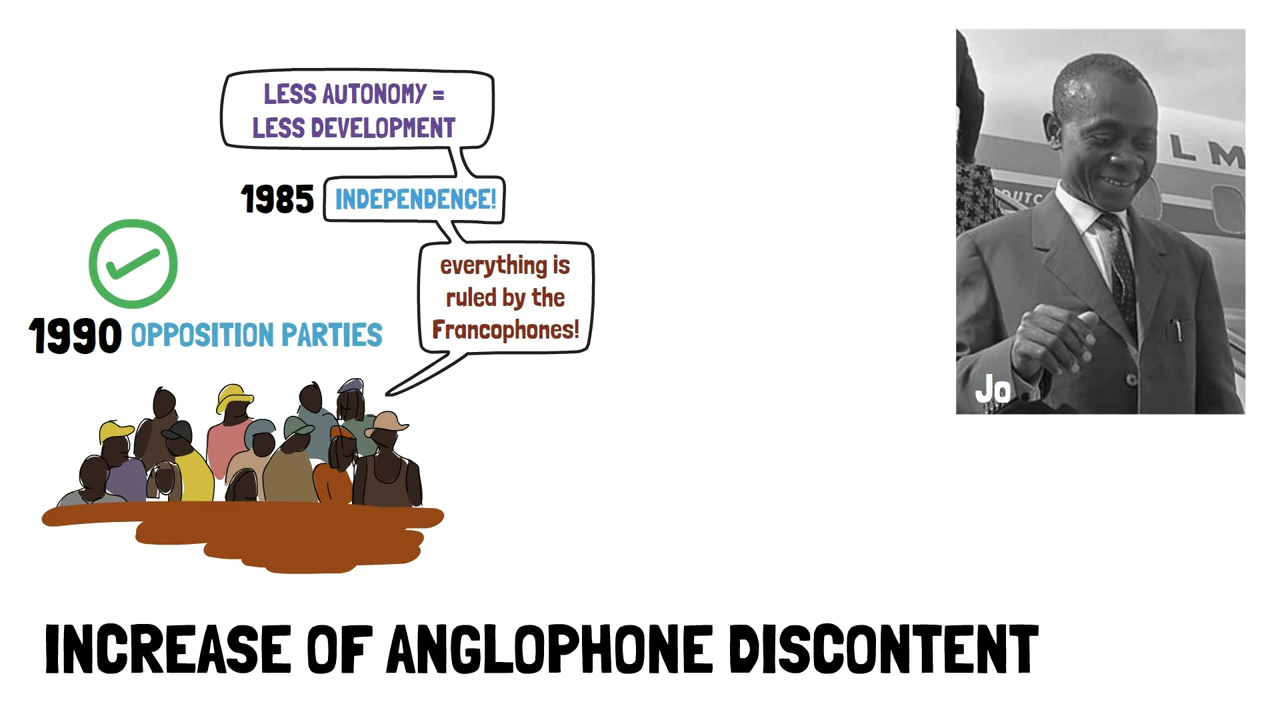 LESS AUTONOMY =
LESS DEVELOPMENT
1985 INDEPENDENCE!
everything is
ruled by the
Francophones!
1990 OPPOSITION PARTIES
L M
DUTC
Jo
INCREASE OF ANGLOPHONE DISCONTENT